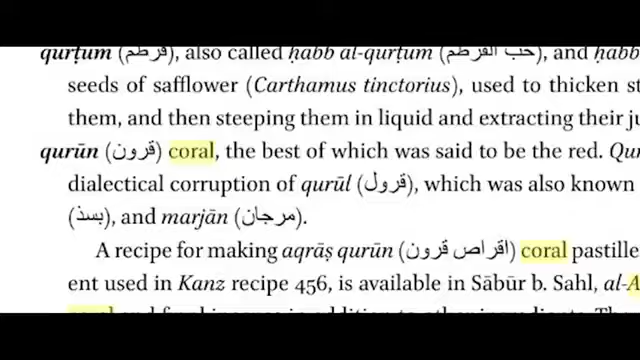 qurṭum (قرطم), also called ḥabb al-qurṭum (حب القرطم), and ḥabb
seeds of safflower (Carthamus tinctorius), used to thicken st
them, and then steeping them in liquid and extracting their ju
qurūn (قرون) coral, the best of which was said to be the red. Qur
dialectical corruption of qurūl (قرول), which was also known
(بسذ), and marjān (مرجان).
A recipe for making aqrāṣ qurūn (اقراص قرون) coral pastille
ent used in Kanz recipe 456, is available in Sābūr b. Sahl, al-A